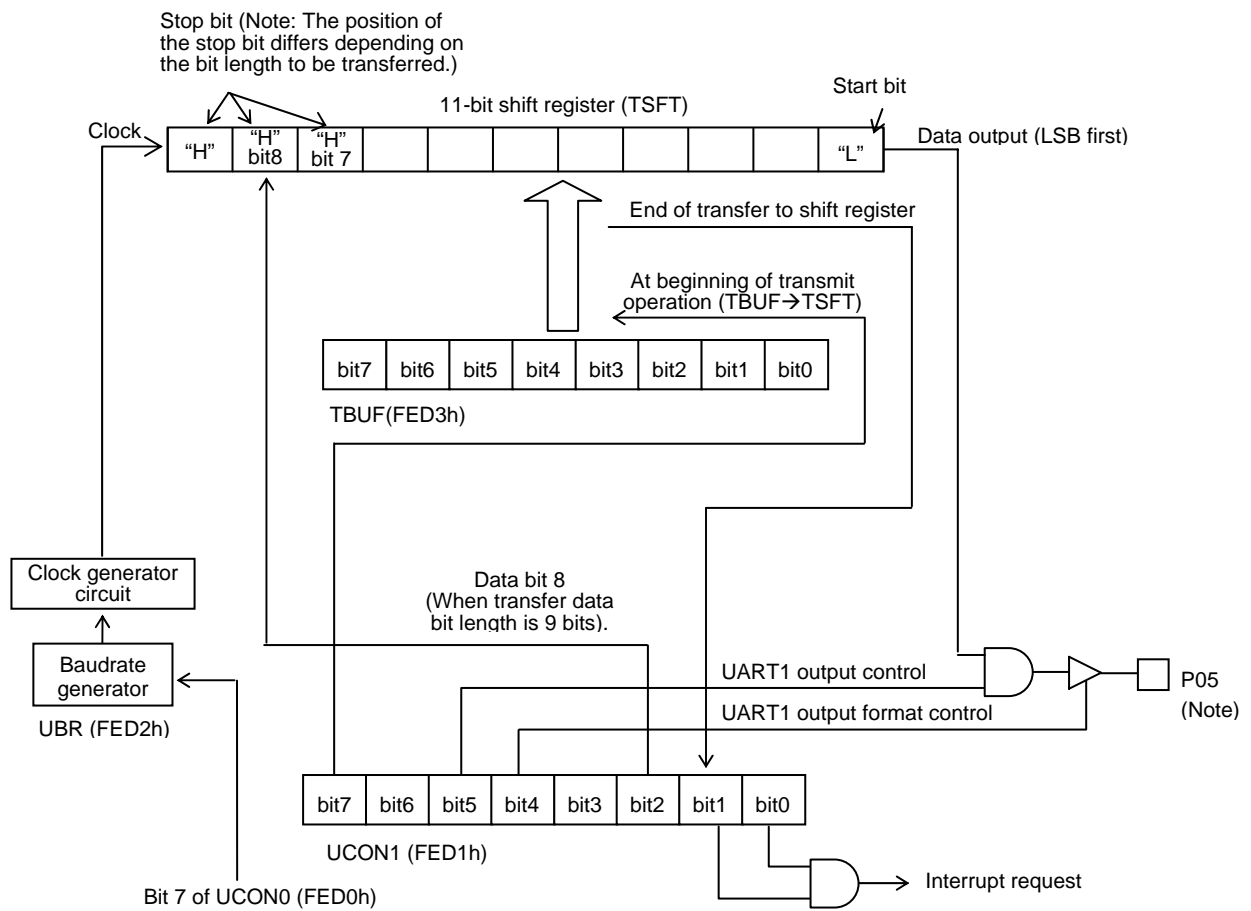 Stop bit (Note: The position of
the stop bit differs depending on
the bit length to be transferred.)
Start bit
11-bit shift register (TSFT)
Clock
Data output (LSB first)
"H"
"H"
bit8
"H"
bit 7
"L"
End of transfer to shift register
At beginning of transmit
operation (TBUF→TSFT)
bit7 bit6 bit5 bit4 bit3 bit2 bit1 bit0
TBUF(FED3h)
Clock generator
circuit
Data bit 8
(When transfer data
bit length is 9 bits).
Baudrate
generator
UBR (FED2h)
UART1 output control
P05
(Note)
UART1 output format control
bit7 bit6 bit5 bit4 bit3 bit2 bit1 bit0
UCON1 (FED1h)
Interrupt request
Bit 7 of UCON0 (FED0h)